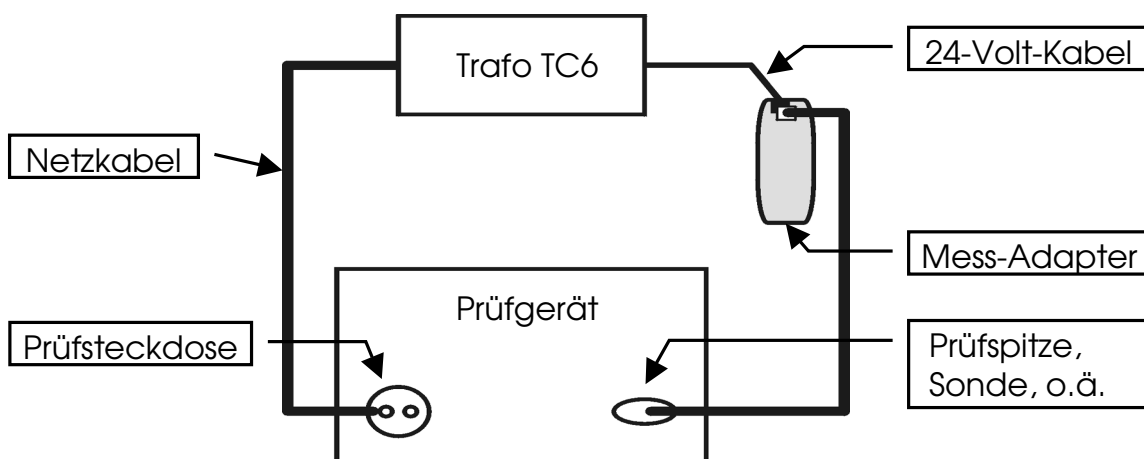 Trafo TC6
24-Volt-Kabel
Netzkabel
Mess-Adapter
Prüfgerät
Prüfsteckdose
Prüfspitze,
Sonde, o.ä.